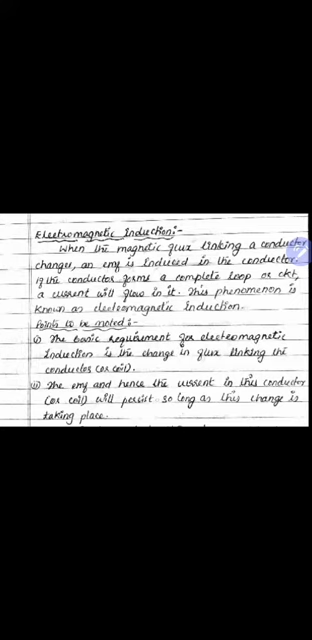 Electromagnetic Induction:-
When the magnetic flux linking a conductor
changes, an emf is induced in the conductor.
If the conductor forms a complete loop or ckt,
a current will flow in it. This phenomenon is
known as electromagnetic induction.
Points to be noted:-
(i) The basic requirement for electromagnetic
induction is the change in flux linking the
conductor (or coil).
(ii) The emf and hence the current in this conductor
(or coil) will persist so long as this change is
taking place.